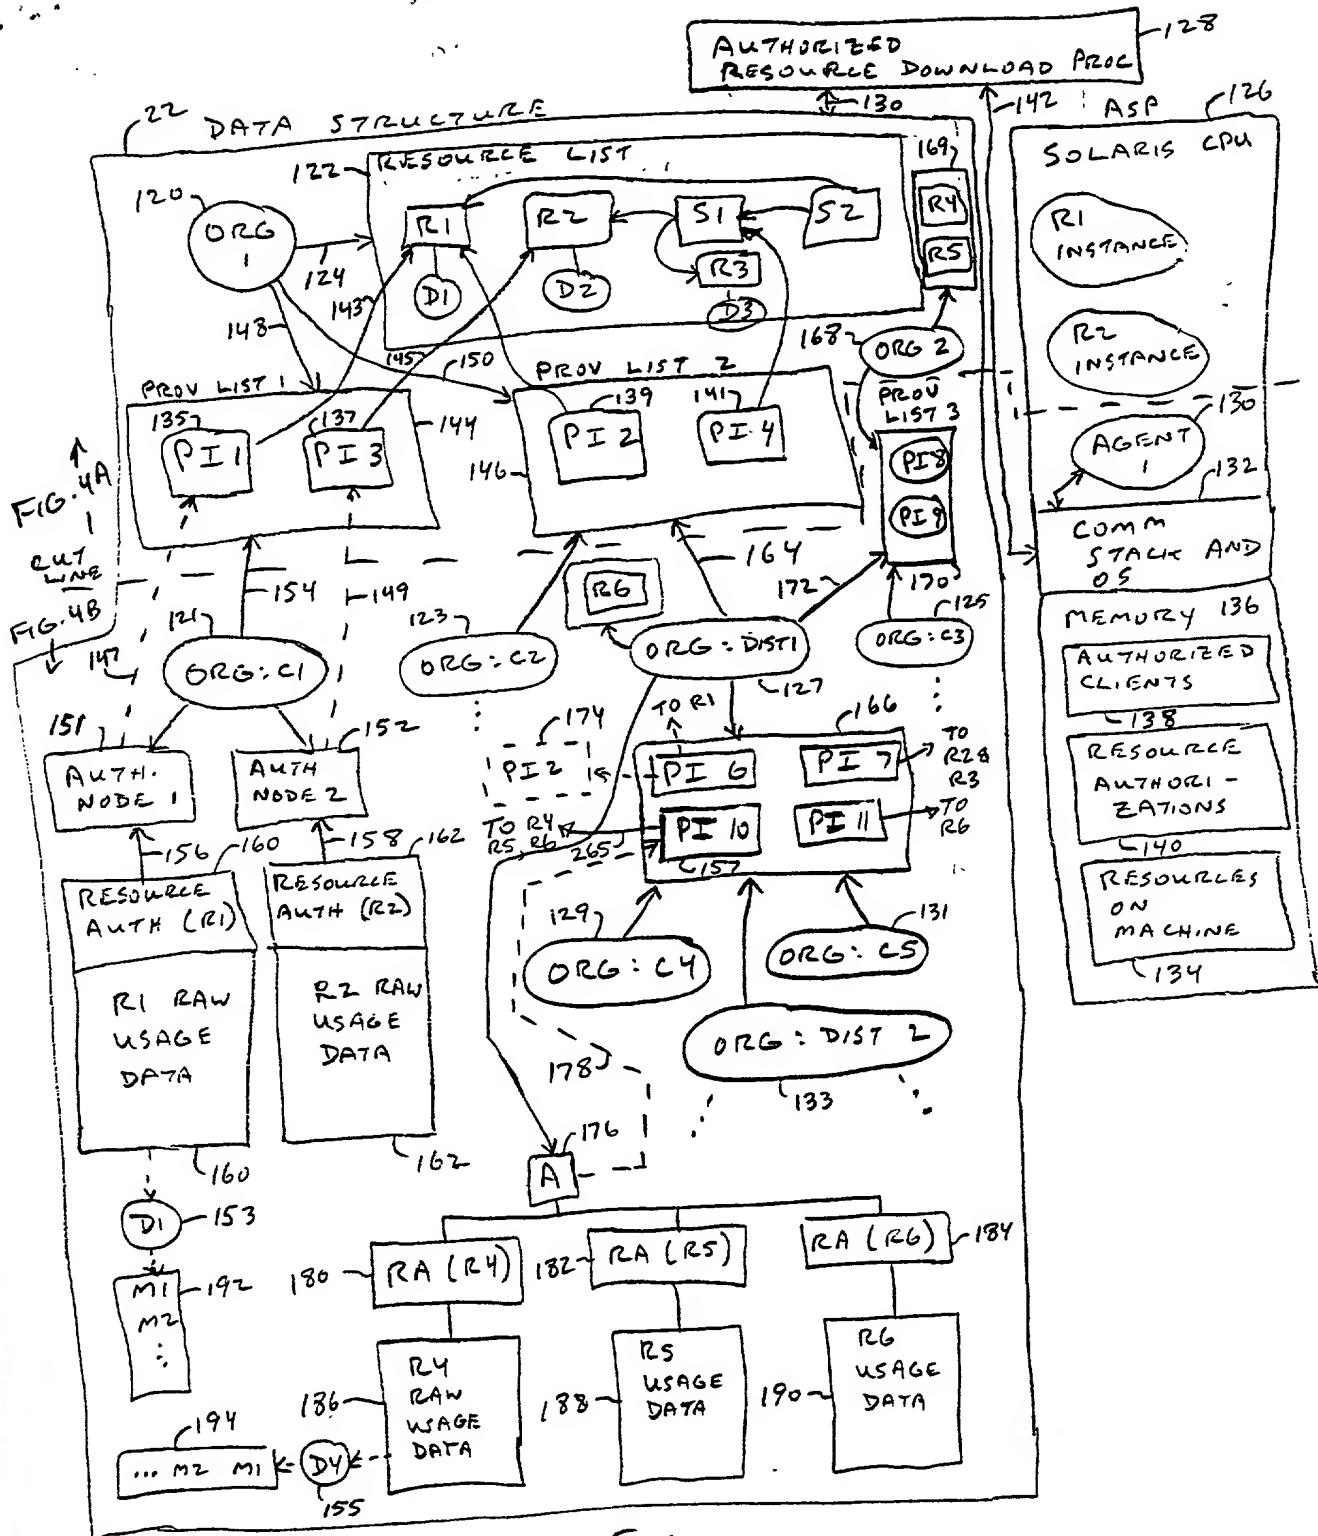 AUTHORIZED
RESOURCE DOWNLOAD PROC
128
130
142
ASP
126
22
DATA STRUCTURE
SOLARIS CPU
122
RESOURCE LIST
169
120
ORG
1
R1
R2
S1
S2
R4
R5
R3
124
D1
D2
D3
R1
INSTANCE
143
148
145
150
168
ORG 2
R2
INSTANCE
PROV LIST 1
PROV LIST 2
PROV
LIST 3
135
PI 1
137
PI 3
144
139
PI 2
141
PI 4
146
PI8
PI9
AGENT
1
130
132
FIG. 4A
CUT
LINE
FIG. 4B
COMM
STACK AND
OS
154
149
164
172
170
R6
121
ORG: C1
147
123
ORG: C2
ORG: DIST1
127
125
ORG: C3
MEMORY 136
AUTHORIZED
CLIENTS
138
151
AUTH.
NODE 1
152
AUTH
NODE 2
174
PI 2
TO R1
166
PI 6
PI 7
TO
R2 &
R3
RESOURCE
AUTHORI-
ZATIONS
140
TO R4
R5, R6
265
PI 10
157
PI 11
TO
R6
156
160
158
162
RESOURCE
AUTH (R1)
RESOURCE
AUTH (R2)
RESOURCES
ON
MACHINE
134
129
ORG: C4
131
ORG: C5
R1 RAW
USAGE
DATA
R2 RAW
USAGE
DATA
ORG: DIST 2
133
178
160
162
176
A
D1
153
M1
M2
192
180
RA (R4)
182
RA (R5)
RA (R6)
184
R4
RAW
USAGE
DATA
186
R5
USAGE
DATA
188
R6
USAGE
DATA
190
194
... M2 M1
D4
155